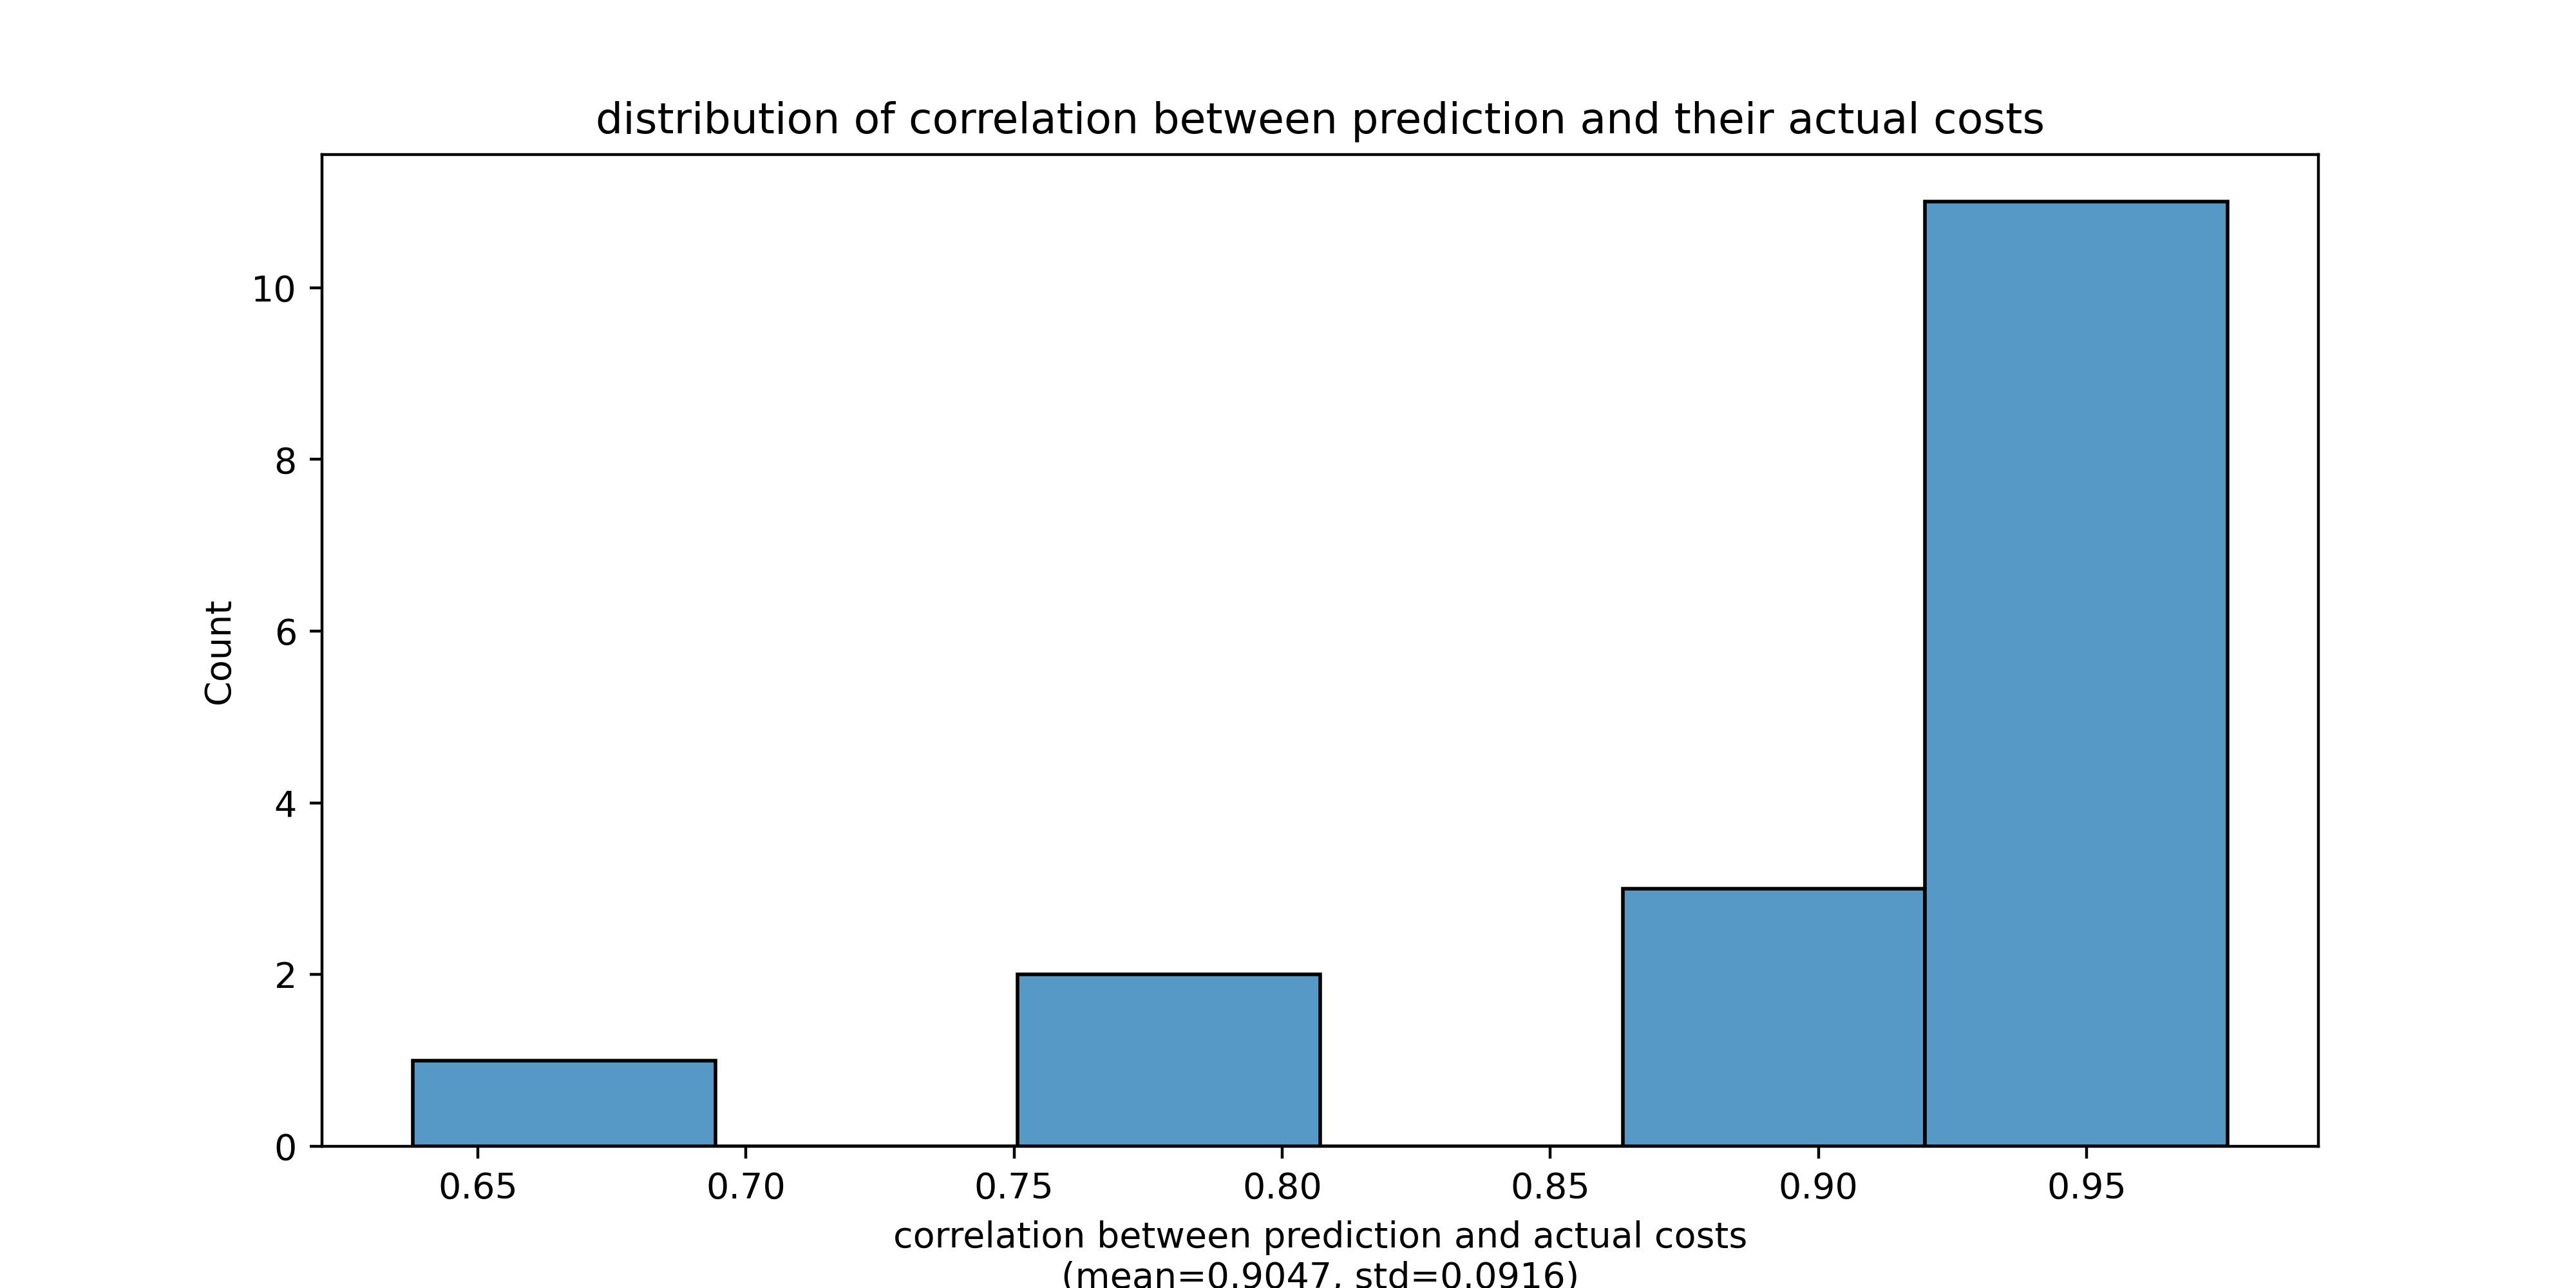 distribution of correlation between prediction and their actual costs
10
8
6
4
2
0
Count
0.65 0.70 0.75 0.80 0.85 0.90 0.95
correlation between prediction and actual costs
(mean=0.9047, std=0.0916)